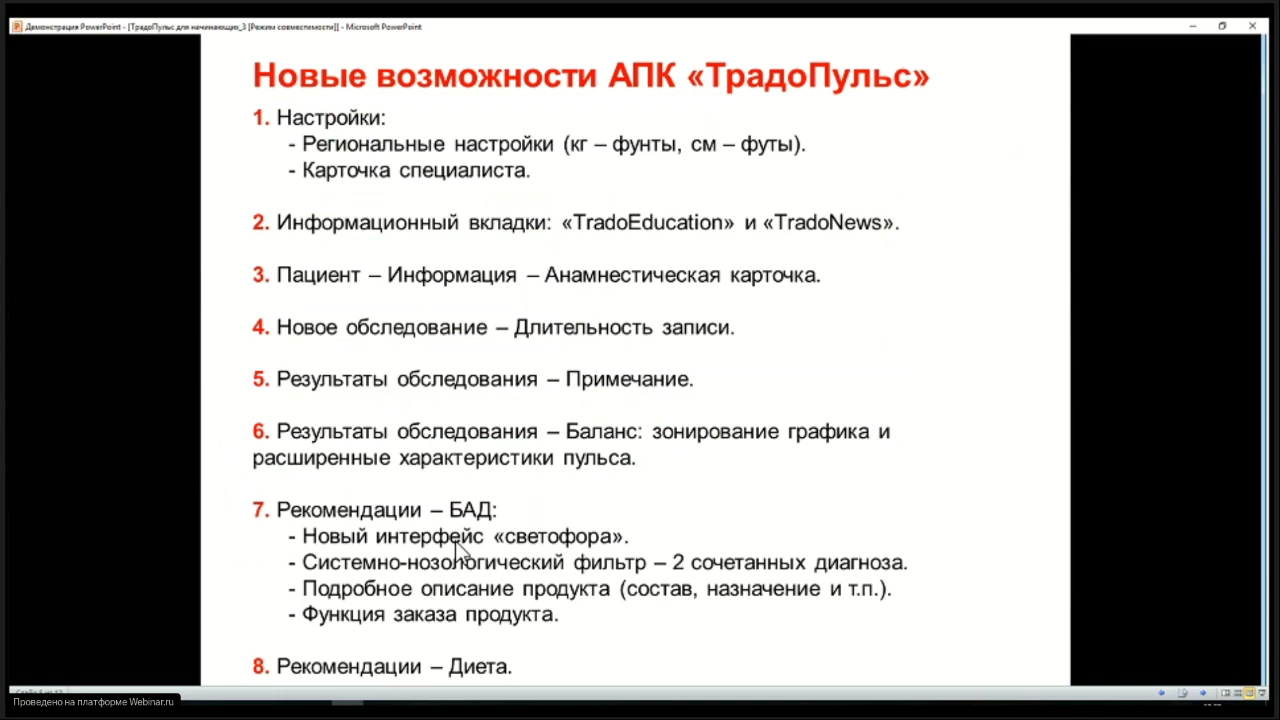 Демонстрация PowerPoint - [ТрадоПульс для начинающих_3 [Режим совместимости]] - Microsoft PowerPoint
Новые возможности АПК «ТрадоПульс»
1. Настройки:
- Региональные настройки (кг – фунты, см – футы).
- Карточка специалиста.
2. Информационный вкладки: «TradoEducation» и «TradoNews».
3. Пациент – Информация – Анамнестическая карточка.
4. Новое обследование – Длительность записи.
5. Результаты обследования – Примечание.
6. Результаты обследования – Баланс: зонирование графика и
расширенные характеристики пульса.
7. Рекомендации – БАД:
- Новый интерфейс «светофора».
- Системно-нозологический фильтр – 2 сочетанных диагноза.
- Подробное описание продукта (состав, назначение и т.п.).
- Функция заказа продукта.
8. Рекомендации – Диета.
Проведено на платформе Webinar.ru